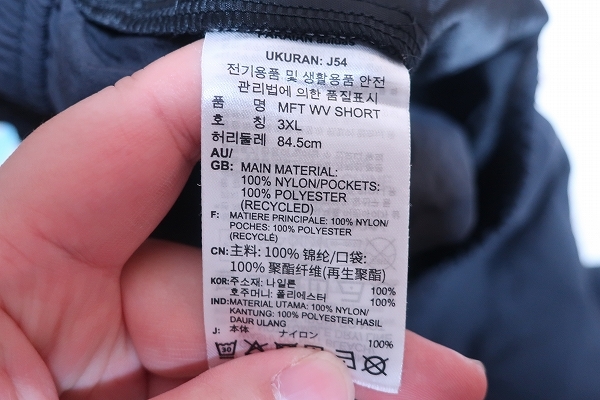 UKURAN: J54
전기용품 및 생활용품 안전
관리법에 의한 품질표시
품 명 MFT WV SHORT
호 칭 3XL
허리둘레 84.5cm
AU/
GB: MAIN MATERIAL:
100% NYLON/POCKETS:
100% POLYESTER
(RECYCLED)
F: MATIERE PRINCIPALE: 100% NYLON/
POCHES: 100% POLYESTER
(RECYCLÉ)
CN: 主料: 100% 锦纶/口袋:
100% 聚酯纤维(再生聚酯)
KOR: 주소재: 나일론 100%
호주머니: 폴리에스터 100%
IND: MATERIAL UTAMA: 100% NYLON/
KANTUNG: 100% POLYESTER HASIL
DAUR ULANG
J: 本体 ナイロン 100%
30